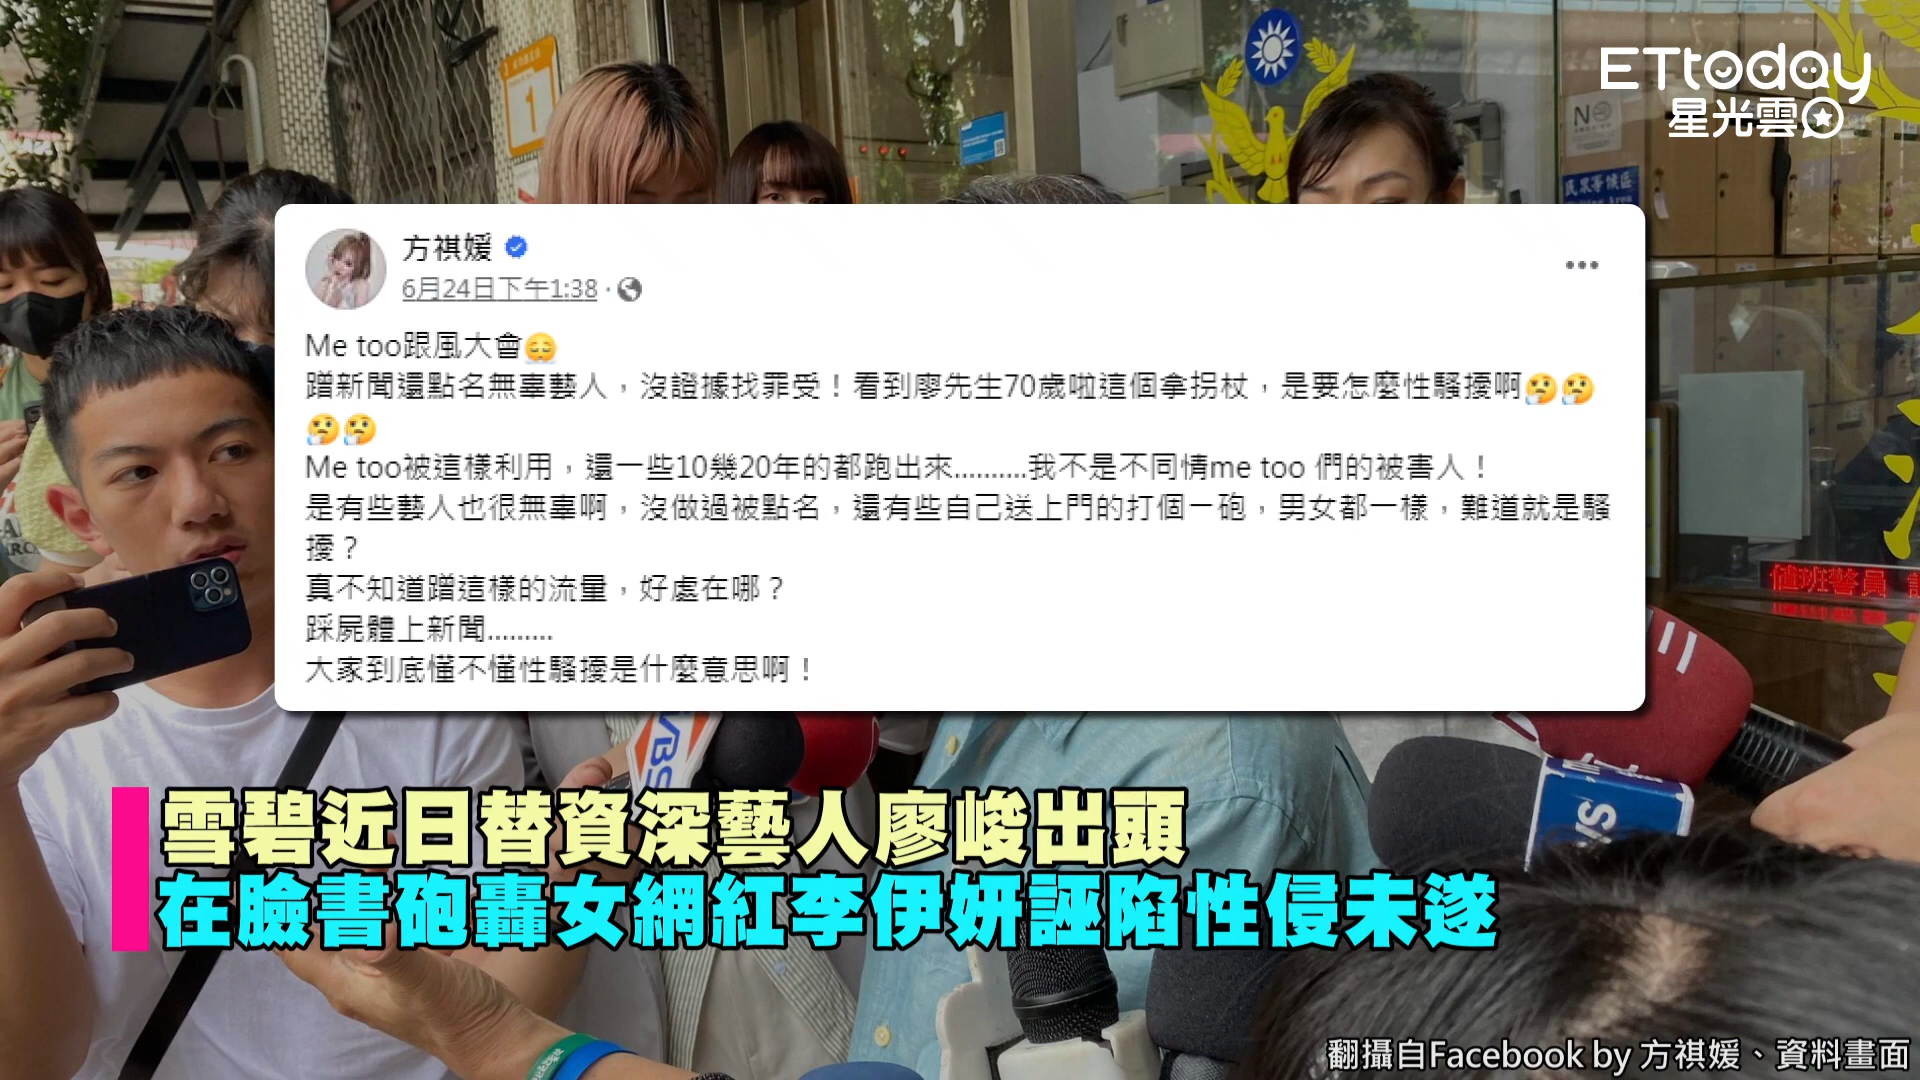 ETtoday
星光雲
1
N
民眾等候區
方祺媛
6月24日下午1:38
Me too跟風大會😑
蹭新聞還點名無辜藝人，沒證據找罪受！看到廖先生70歲啦這個拿拐杖，是要怎麼性騷擾啊🤔🤔
🤔🤔
Me too被這樣利用，還一些10幾20年的都跑出來..........我不是不同情me too 們的被害人！
是有些藝人也很無辜啊，沒做過被點名，還有些自己送上門的打個ㄧ砲，男女都一樣，難道就是騷
擾？
真不知道蹭這樣的流量，好處在哪？
踩屍體上新聞.........
大家到底懂不懂性騷擾是什麼意思啊！
值班警員
雪碧近日替資深藝人廖峻出頭
在臉書砲轟女網紅李伊妍誣陷性侵未遂
翻攝自Facebook by 方祺媛、資料畫面